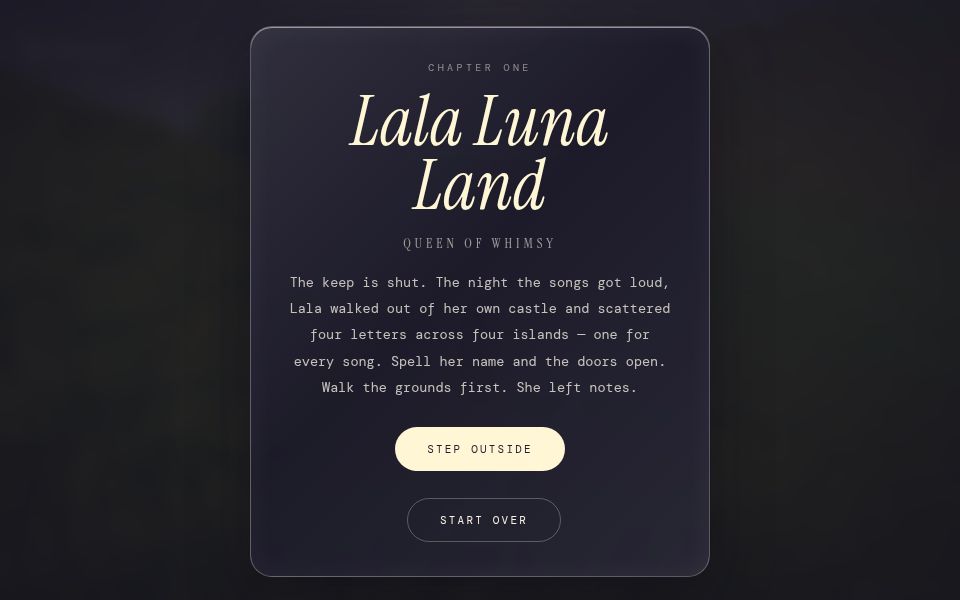 CHAPTER ONE
Lala Luna
Land
QUEEN OF WHIMSY
The keep is shut. The night the songs got loud,
Lala walked out of her own castle and scattered
four letters across four islands — one for
every song. Spell her name and the doors open.
Walk the grounds first. She left notes.
STEP OUTSIDE
START OVER